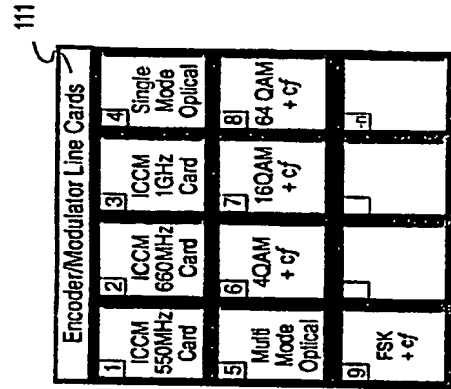 111
Encoder/Modulator Line Cards
1
ICCM
550MHz
Card
2
ICCM
660MHz
Card
3
ICCM
1GHz
Card
4
Single
Mode
Optical
5
Multi
Mode
Optical
6
4QAM
+ cf
7
16QAM
+ cf
8
64 QAM
+ cf
9
FSK
+ cf
-n